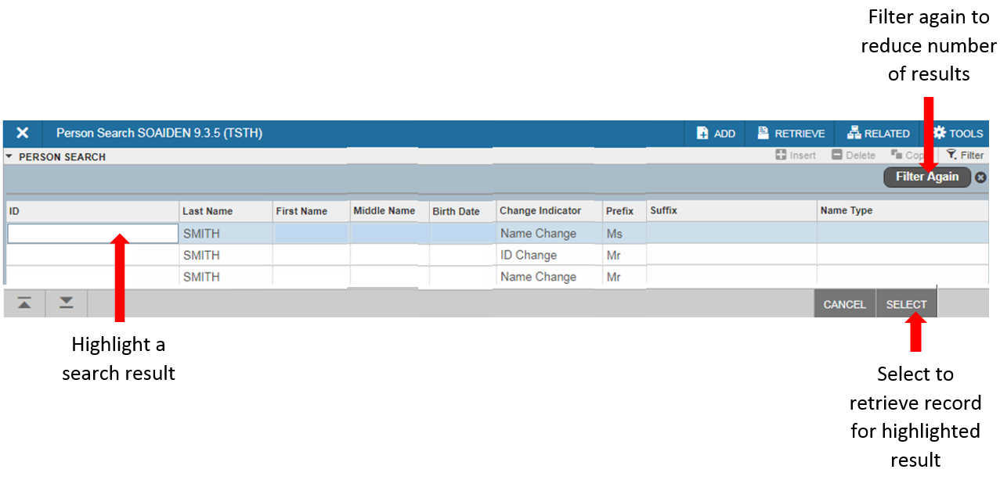 Filter again to
reduce number
of results
Person Search SOAIDEN 9.3.5 (TSTH)
ADD
RETRIEVE
RELATED
TOOLS
PERSON SEARCH
Insert
Delete
Filter
Filter Again
ID Last Name First Name Middle Name Birth Date Change Indicator Prefix Suffix Name Type
SMITH Name Change Ms
SMITH ID Change Mr
SMITH Name Change Mr
CANCEL
SELECT
Highlight a
search result
Select to
retrieve record
for highlighted
result